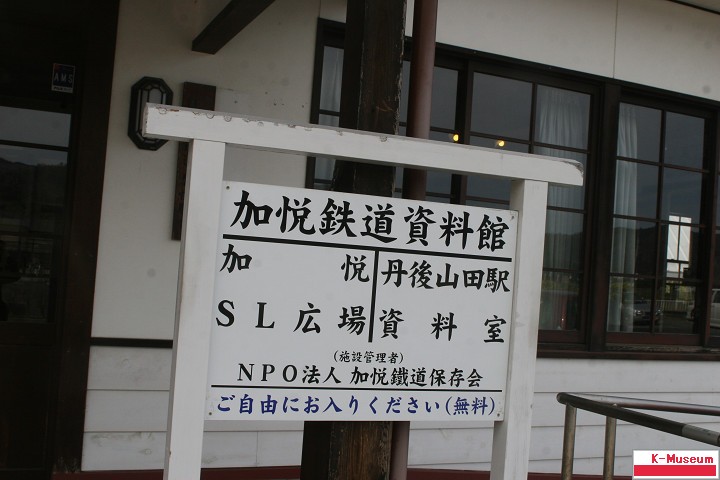 加悦鉄道資料館
加悦 丹後山田駅
SL広場 資料室
(施設管理者)
NPO法人 加悦鐵道保存会
ご自由にお入りください(無料)
AMS
K-Museum